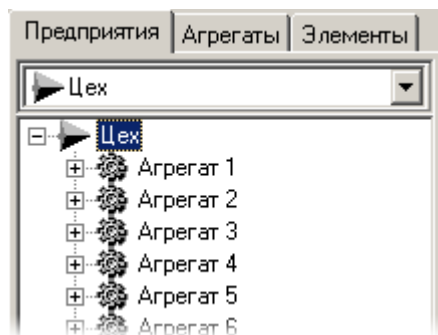 Предприятия Агрегаты Элементы
Цех
Цех
Агрегат 1
Агрегат 2
Агрегат 3
Агрегат 4
Агрегат 5
Агрегат 6